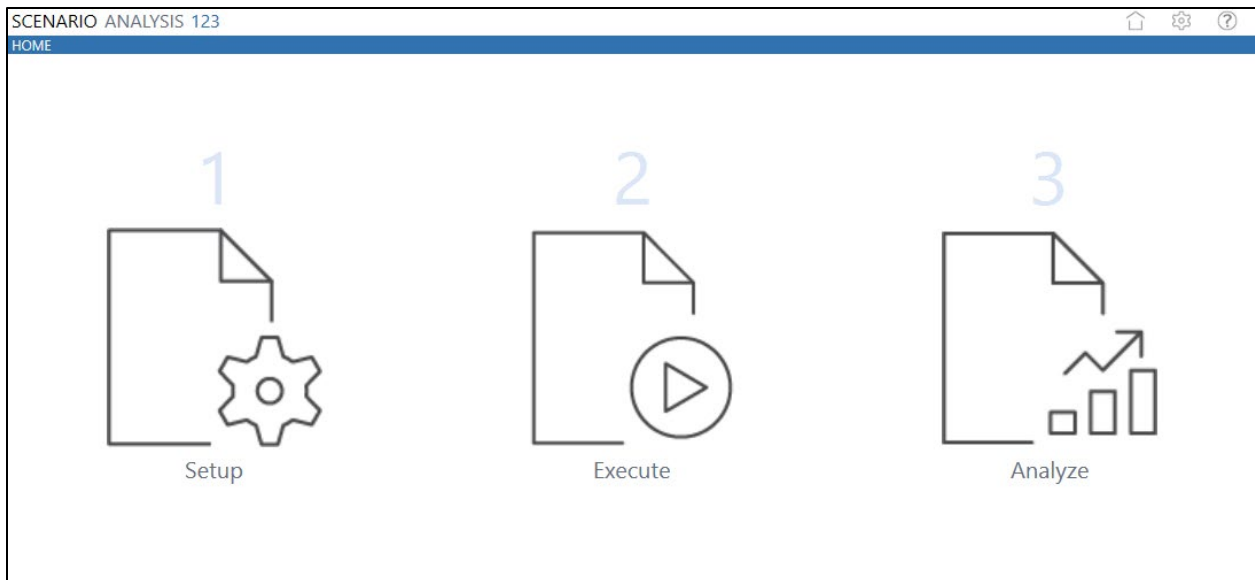 SCENARIO ANALYSIS 123
?
HOME
1
2
3
Setup
Execute
Analyze